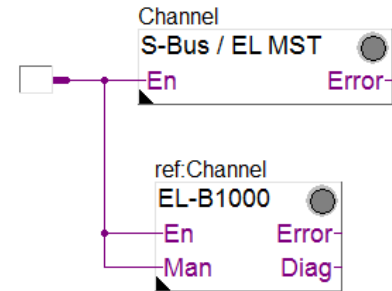 Channel
S-Bus / EL MST
En Error
ref:Channel
EL-B1000
En Error
Man Diag